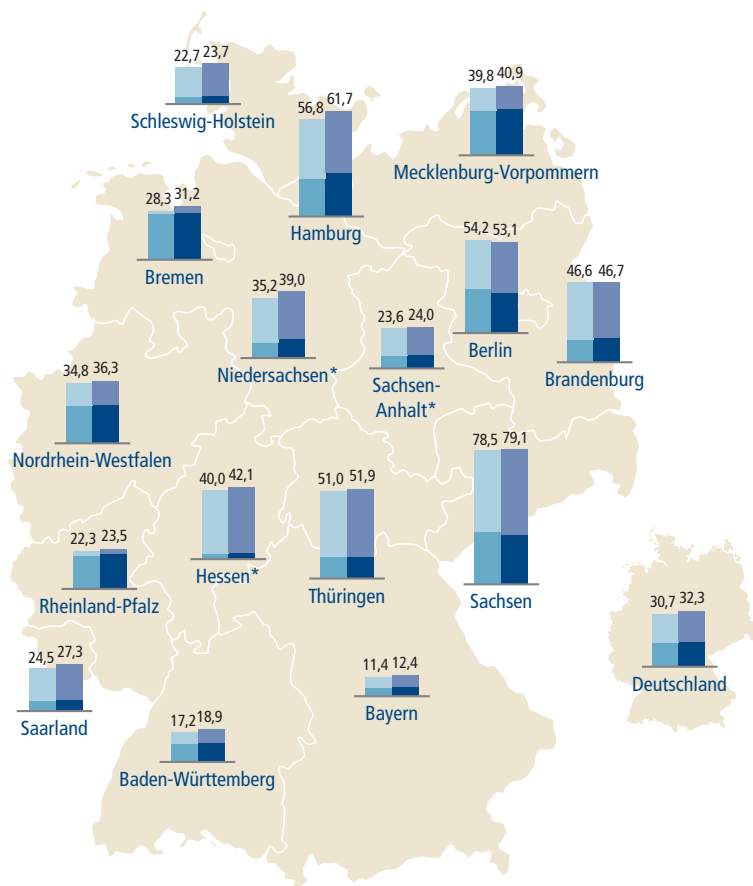 22,7 23,7
Schleswig-Holstein
56,8 61,7
Hamburg
39,8 40,9
Mecklenburg-Vorpommern
28,3 31,2
Bremen
35,2 39,0
Niedersachsen*
23,6 24,0
Sachsen-
Anhalt*
54,2 53,1
Berlin
46,6 46,7
Brandenburg
34,8 36,3
Nordrhein-Westfalen
40,0 42,1
Hessen*
51,0 51,9
Thüringen
78,5 79,1
Sachsen
22,3 23,5
Rheinland-Pfalz
30,7 32,3
Deutschland
24,5 27,3
Saarland
11,4 12,4
Bayern
17,2 18,9
Baden-Württemberg